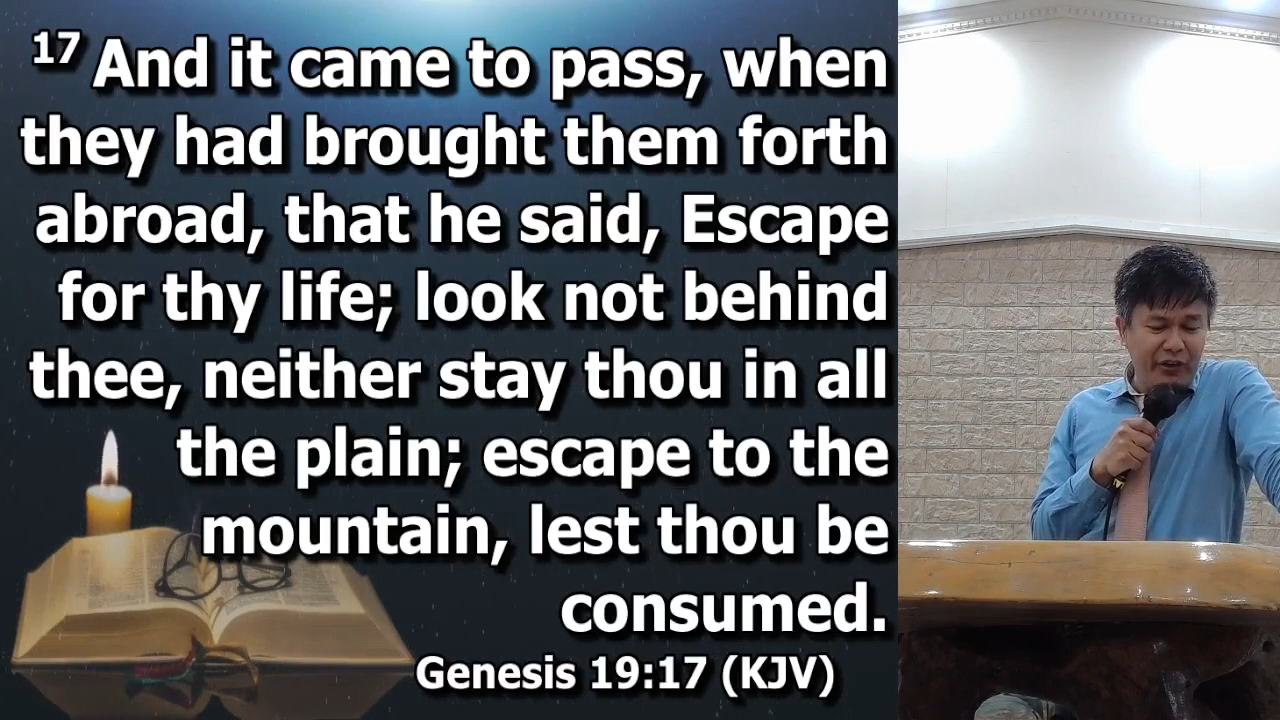 17 And it came to pass, when
they had brought them forth
abroad, that he said, Escape
for thy life; look not behind
thee, neither stay thou in all
the plain; escape to the
mountain, lest thou be
consumed.
Genesis 19:17 (KJV)